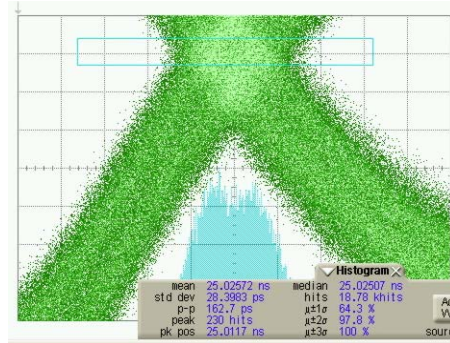 Histogram
mean 25.02572 ns median 25.02507 ns
std dev 28.3983 ps hits 18.78 khits
p-p 162.7 ps μ±1σ 64.3 %
peak 230 hits μ±2σ 97.8 %
pk pos 25.0117 ns μ±3σ 100 % sour